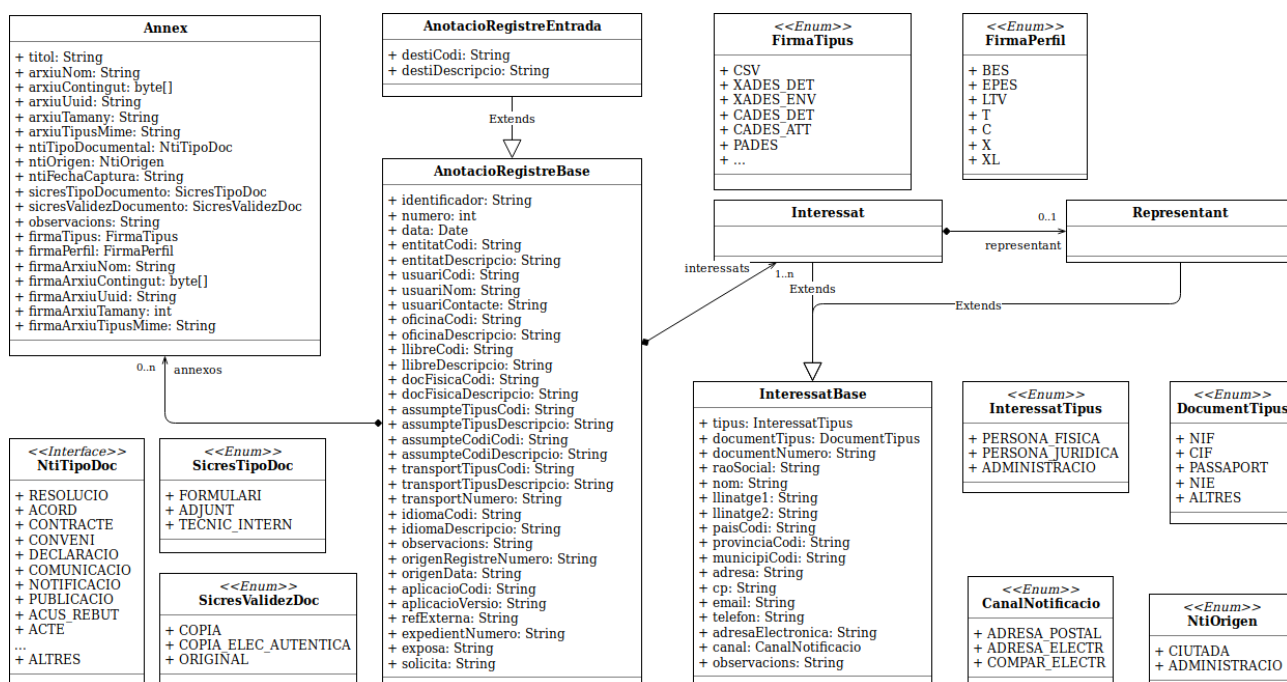 Annex
+ titol: String
+ arxiuNom: String
+ arxiuContingut: byte[]
+ arxiuUuid: String
+ arxiuTamany: String
+ arxiuTipusMime: String
+ ntiTipoDocumental: NtiTipoDoc
+ ntiOrigen: NtiOrigen
+ ntiFechaCaptura: String
+ sicresTipoDocumento: SicresTipoDoc
+ sicresValidezDocumento: SicresValidezDoc
+ observacions: String
+ firmaTipus: FirmaTipus
+ firmaPerfil: FirmaPerfil
+ firmaArxiuNom: String
+ firmaArxiuContingut: byte[]
+ firmaArxiuUuid: String
+ firmaArxiuTamany: int
+ firmaArxiuTipusMime: String
0..n
annexos
AnotacioRegistreEntrada
+ destiCodi: String
+ destiDescripcio: String
Extends
AnotacioRegistreBase
+ identificador: String
+ numero: int
+ data: Date
+ entitatCodi: String
+ entitatDescripcio: String
+ usuariCodi: String
+ usuariNom: String
+ usuariContacte: String
+ oficinaCodi: String
+ oficinaDescripcio: String
+ llibreCodi: String
+ llibreDescripcio: String
+ docFisicaCodi: String
+ docFisicaDescripcio: String
+ assumpteTipusCodi: String
+ assumpteTipusDescripcio: String
+ assumpteCodiCodi: String
+ assumpteCodiDescripcio: String
+ transportTipusCodi: String
+ transportTipusDescripcio: String
+ transportNumero: String
+ idiomaCodi: String
+ idiomaDescripcio: String
+ observacions: String
+ origenRegistreNumero: String
+ origenData: String
+ aplicacioCodi: String
+ aplicacioVersio: String
+ refExterna: String
+ expedientNumero: String
+ exposa: String
+ solicita: String
<<Enum>>
FirmaTipus
+ CSV
+ XADES_DET
+ XADES_ENV
+ CADES_DET
+ CADES_ATT
+ PADES
+ ...
<<Enum>>
FirmaPerfil
+ BES
+ EPES
+ LTV
+ T
+ C
+ X
+ XL
Interessat
0..1
representant
Representant
interessats
1..n
Extends
Extends
InteressatBase
+ tipus: InteressatTipus
+ documentTipus: DocumentTipus
+ documentNumero: String
+ raoSocial: String
+ nom: String
+ llinatge1: String
+ llinatge2: String
+ paisCodi: String
+ provinciaCodi: String
+ municipiCodi: String
+ adresa: String
+ cp: String
+ email: String
+ telefon: String
+ adresaElectronica: String
+ canal: CanalNotificacio
+ observacions: String
<<Enum>>
InteressatTipus
+ PERSONA_FISICA
+ PERSONA_JURIDICA
+ ADMINISTRACIO
<<Enum>>
DocumentTipus
+ NIF
+ CIF
+ PASSAPORT
+ NIE
+ ALTRES
<<Interface>>
NtiTipoDoc
+ RESOLUCIO
+ ACORD
+ CONTRACTE
+ CONVENI
+ DECLARACIO
+ COMUNICACIO
+ NOTIFICACIO
+ PUBLICACIO
+ ACUS_REBUT
+ ACTE
...
+ ALTRES
<<Enum>>
SicresTipoDoc
+ FORMULARI
+ ADJUNT
+ TECNIC_INTERN
<<Enum>>
SicresValidezDoc
+ COPIA
+ COPIA_ELEC_AUTENTICA
+ ORIGINAL
<<Enum>>
CanalNotificacio
+ ADRESA_POSTAL
+ ADRESA_ELECTR
+ COMPAR_ELECTR
<<Enum>>
NtiOrigen
+ CIUTADA
+ ADMINISTRACIO